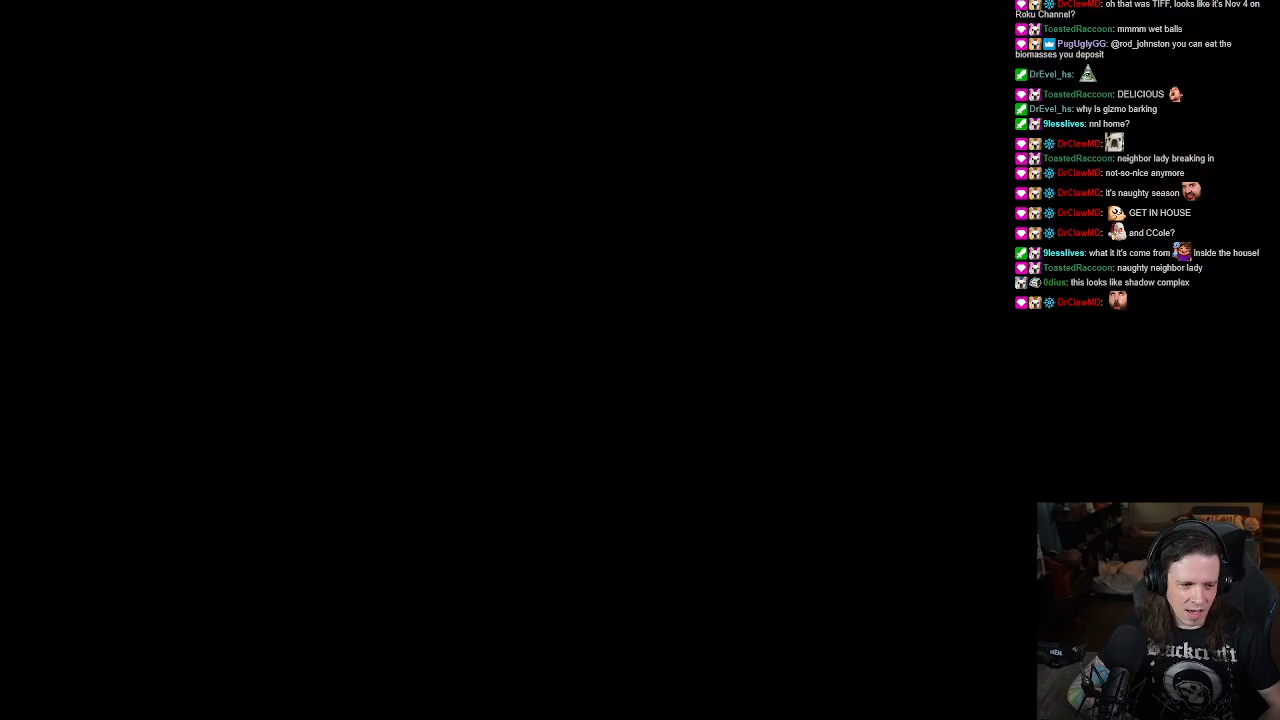 DrClawMD: oh that was TIFF, looks like it's Nov 4 on
Roku Channel?
ToastedRaccoon: mmmm wet balls
PugUglyGG: @rod_johnston you can eat the
biomasses you deposit
DrEvel_hs:
ToastedRaccoon: DELICIOUS
DrEvel_hs: why is gizmo barking
9lesslives: nnl home?
DrClawMD:
ToastedRaccoon: neighbor lady breaking in
DrClawMD: not-so-nice anymore
DrClawMD: it's naughty season
DrClawMD: GET IN HOUSE
DrClawMD: and CCole?
9lesslives: what it it's come from inside the house!
ToastedRaccoon: naughty neighbor lady
0dius: this looks like shadow complex
DrClawMD:
Blackcraft